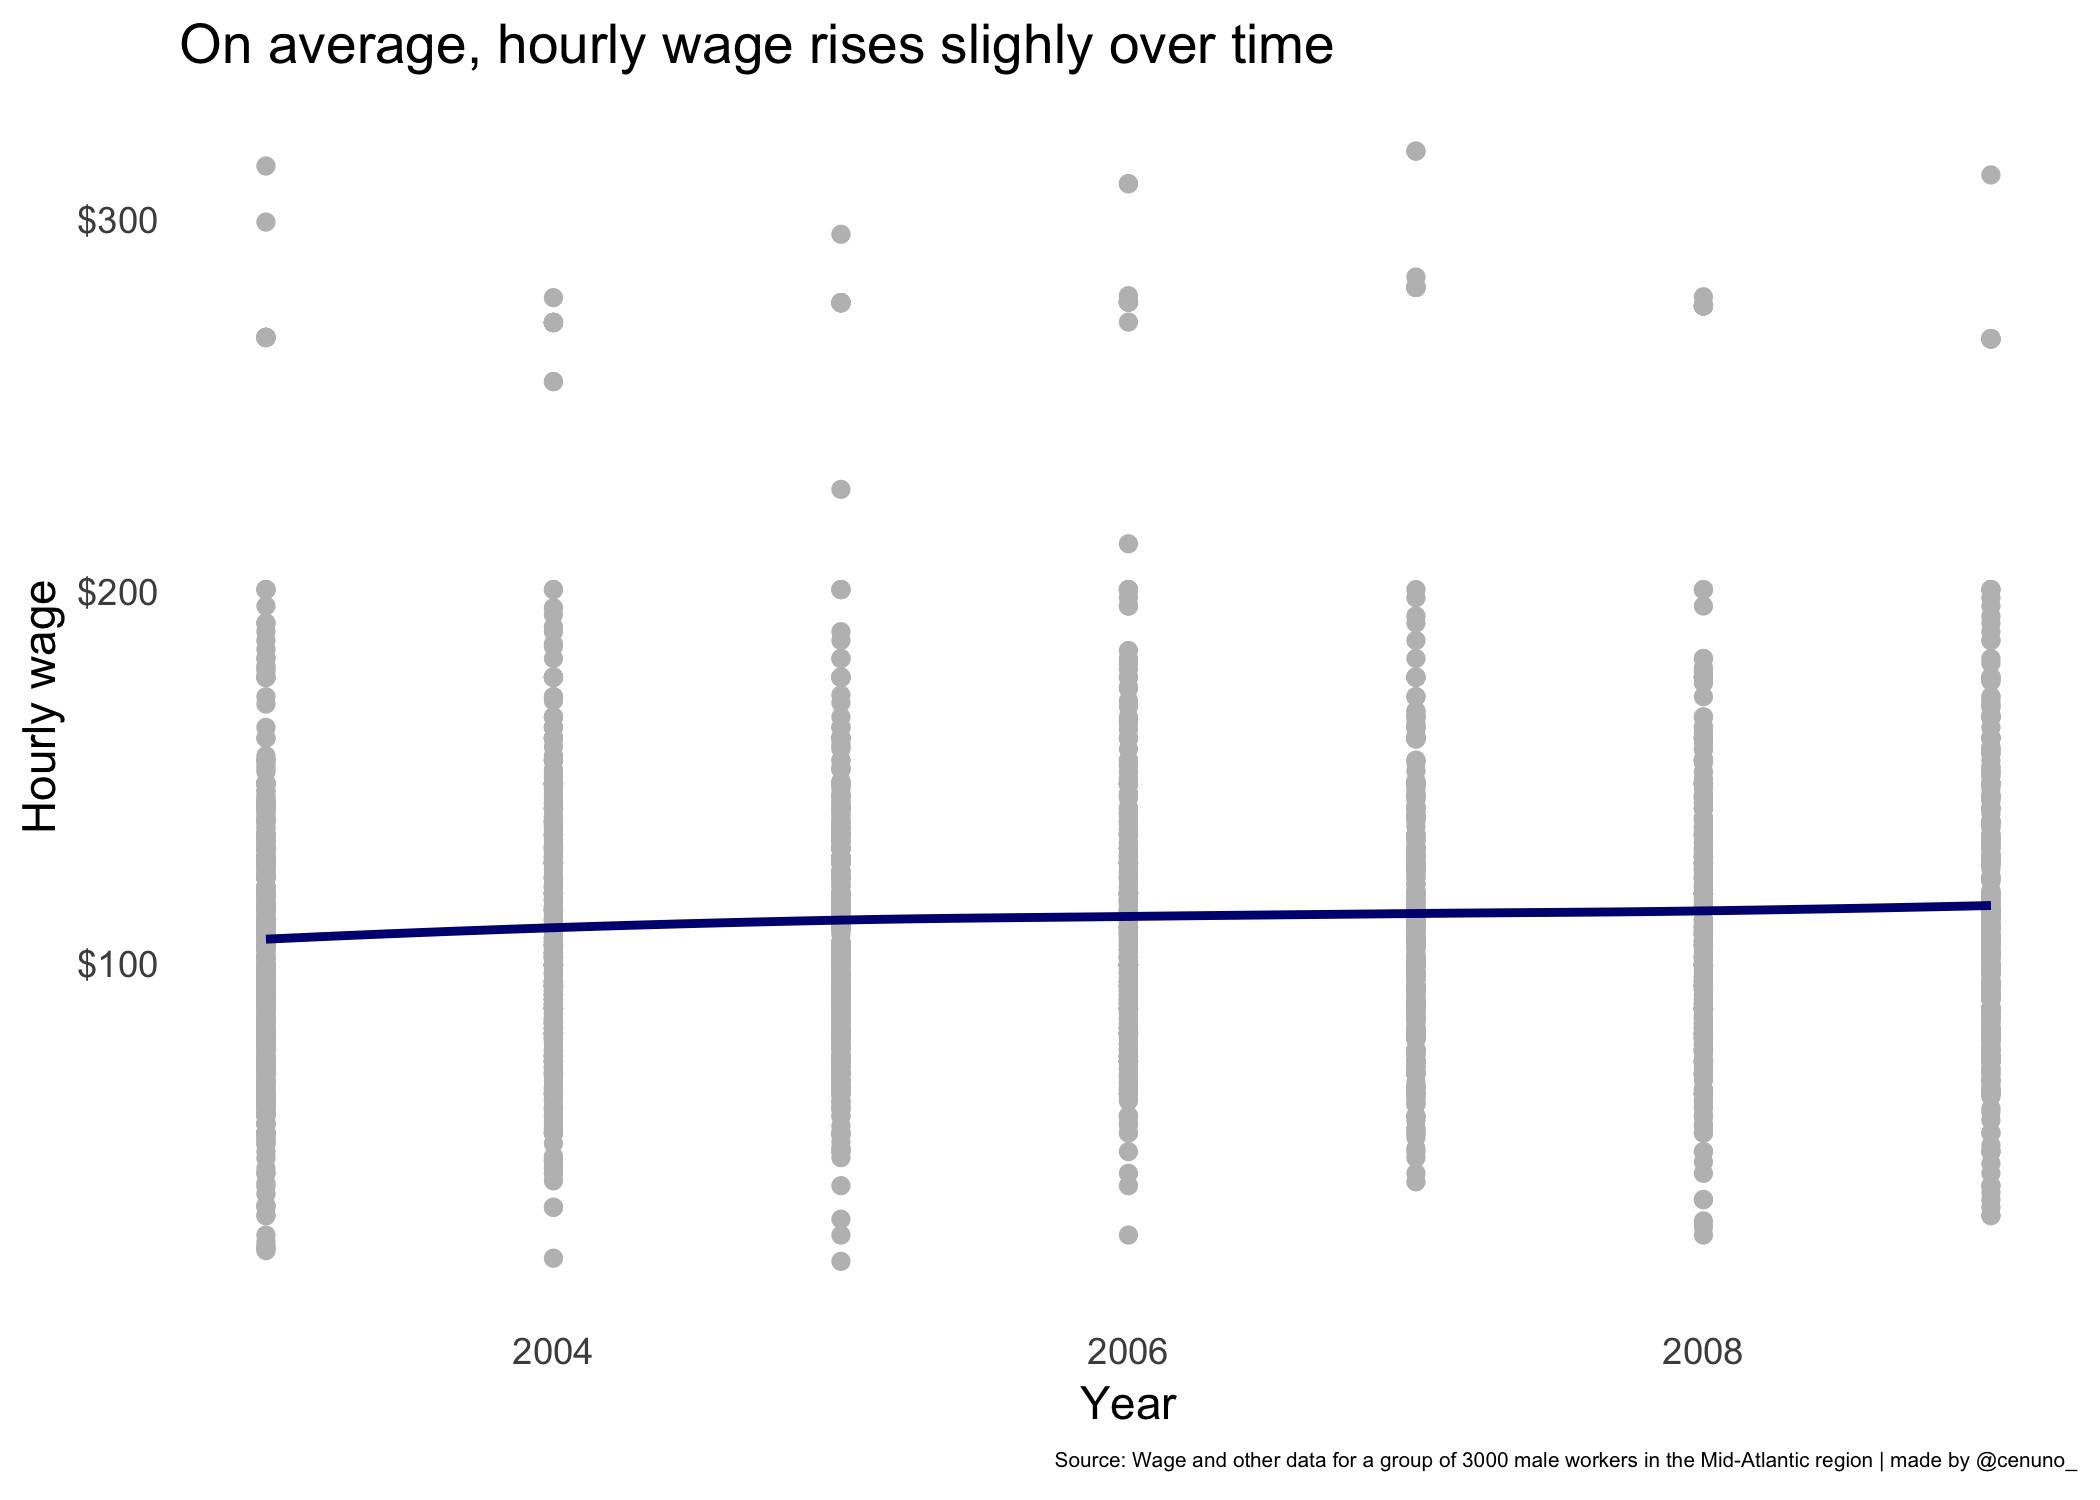 On average, hourly wage rises slighly over time
$300
$200
$100
Hourly wage
2004 2006 2008
Year
Source: Wage and other data for a group of 3000 male workers in the Mid-Atlantic region | made by @cenuno_